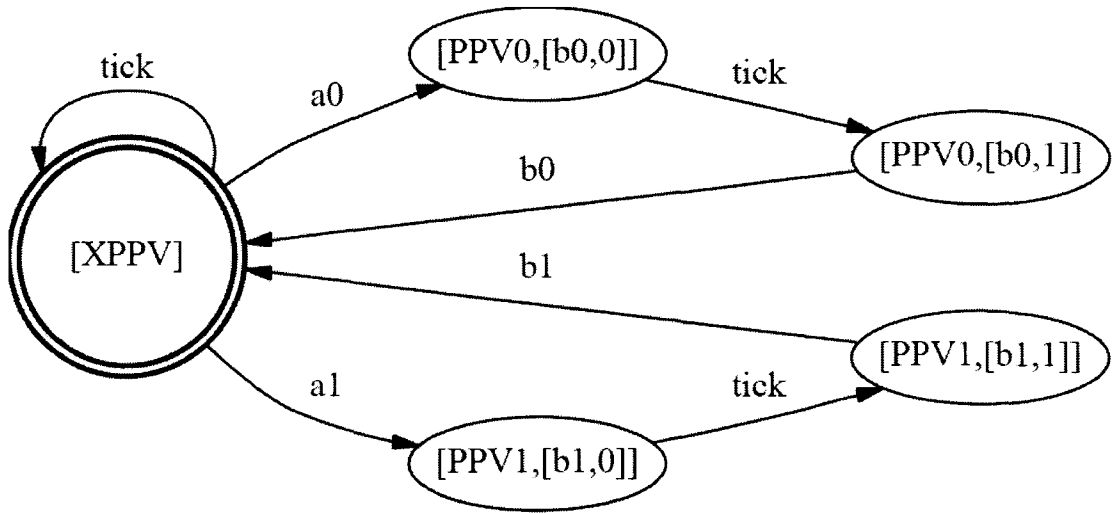 [PPV0,[b0,0]]
tick
a0
tick
[PPV0,[b0,1]]
b0
[XPPV]
b1
[PPV1,[b1,1]]
a1
tick
[PPV1,[b1,0]]